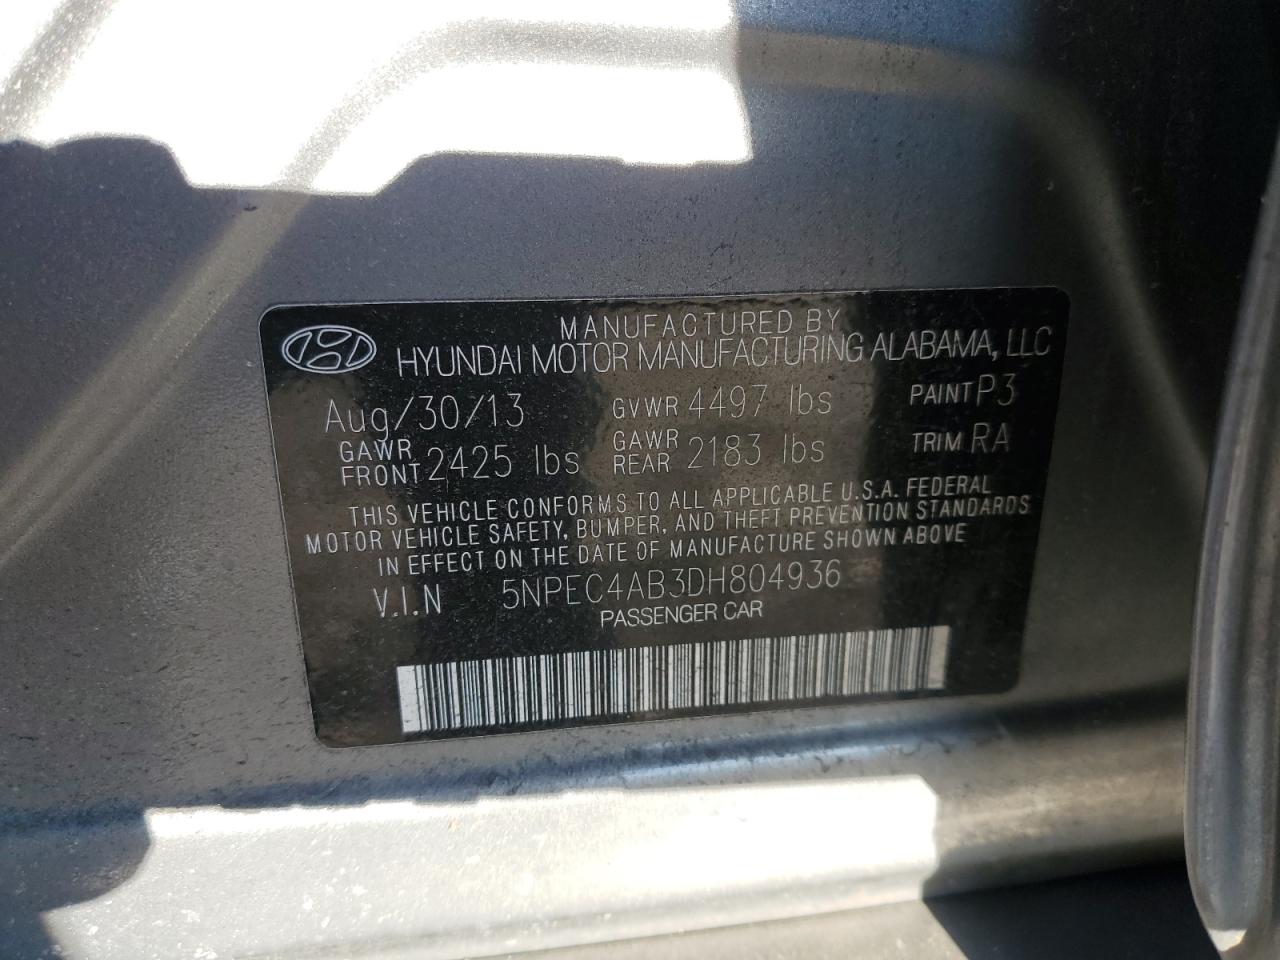 MANUFACTURED BY
HYUNDAI MOTOR MANUFACTURING ALABAMA, LLC
Aug/30/13 GVWR 4497 lbs PAINT P3
GAWR FRONT 2425 lbs GAWR REAR 2183 lbs TRIM RA
THIS VEHICLE CONFORMS TO ALL APPLICABLE U.S.A. FEDERAL
MOTOR VEHICLE SAFETY, BUMPER, AND THEFT PREVENTION STANDARDS
IN EFFECT ON THE DATE OF MANUFACTURE SHOWN ABOVE
V.I.N 5NPEC4AB3DH804936
PASSENGER CAR